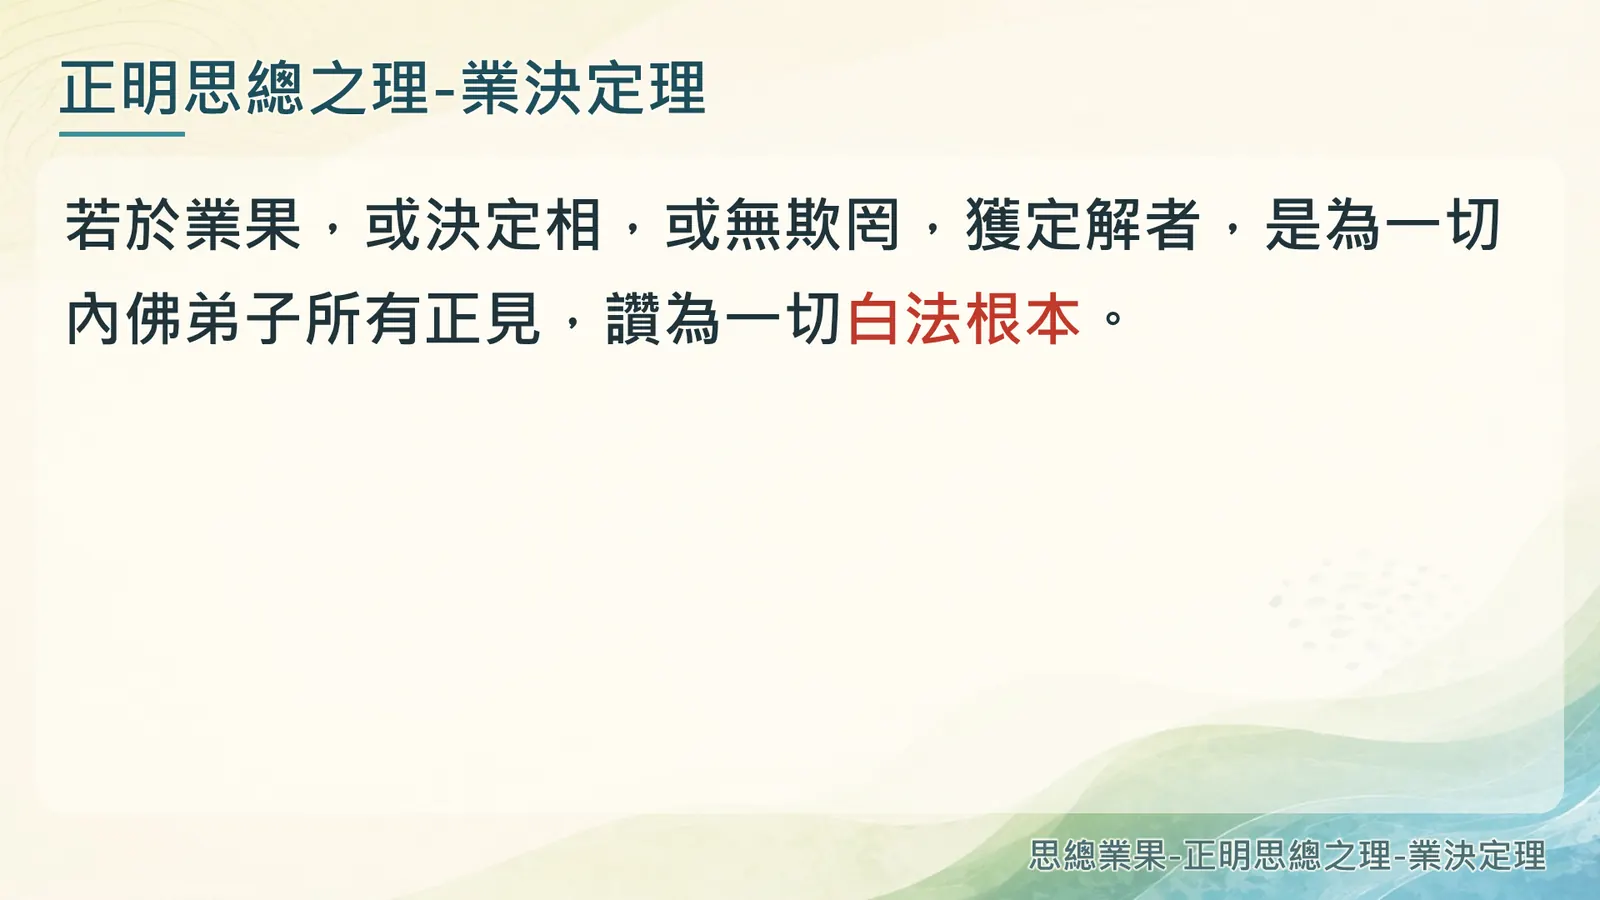 正明思總之理-業決定理
若於業果，或決定相，或無欺罔，獲定解者，是為一切
內佛弟子所有正見，讚為一切白法根本。
思總業果-正明思總之理-業決定理